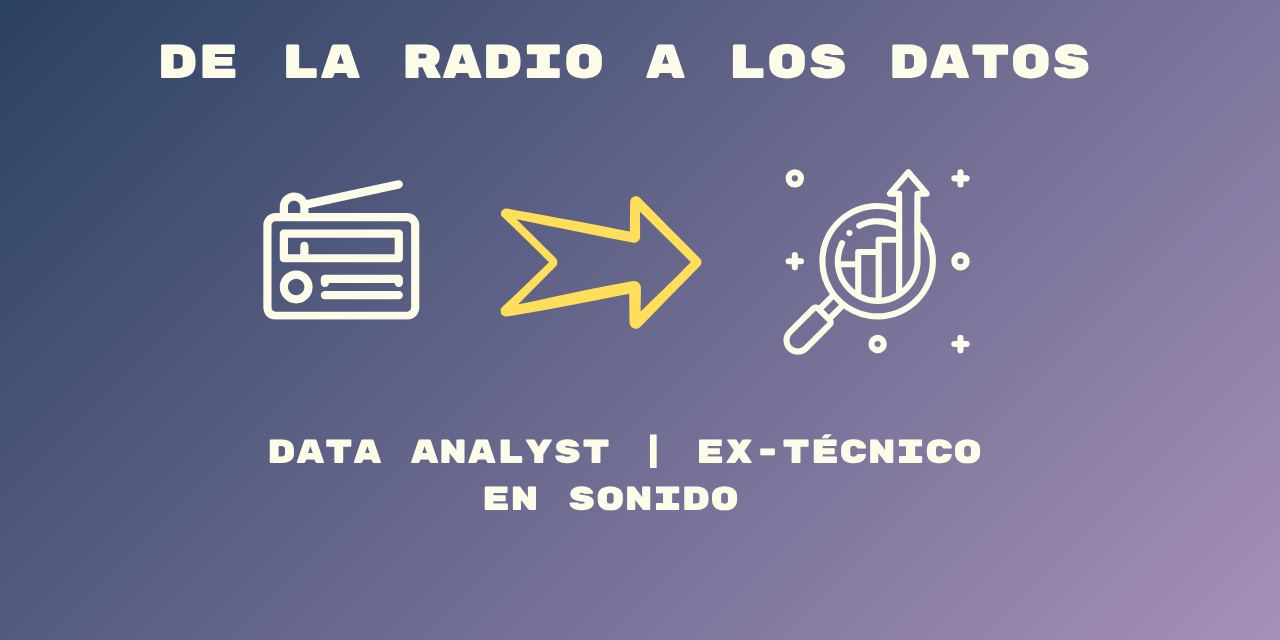 DE LA RADIO A LOS DATOS
DATA ANALYST | EX-TÉCNICO
EN SONIDO